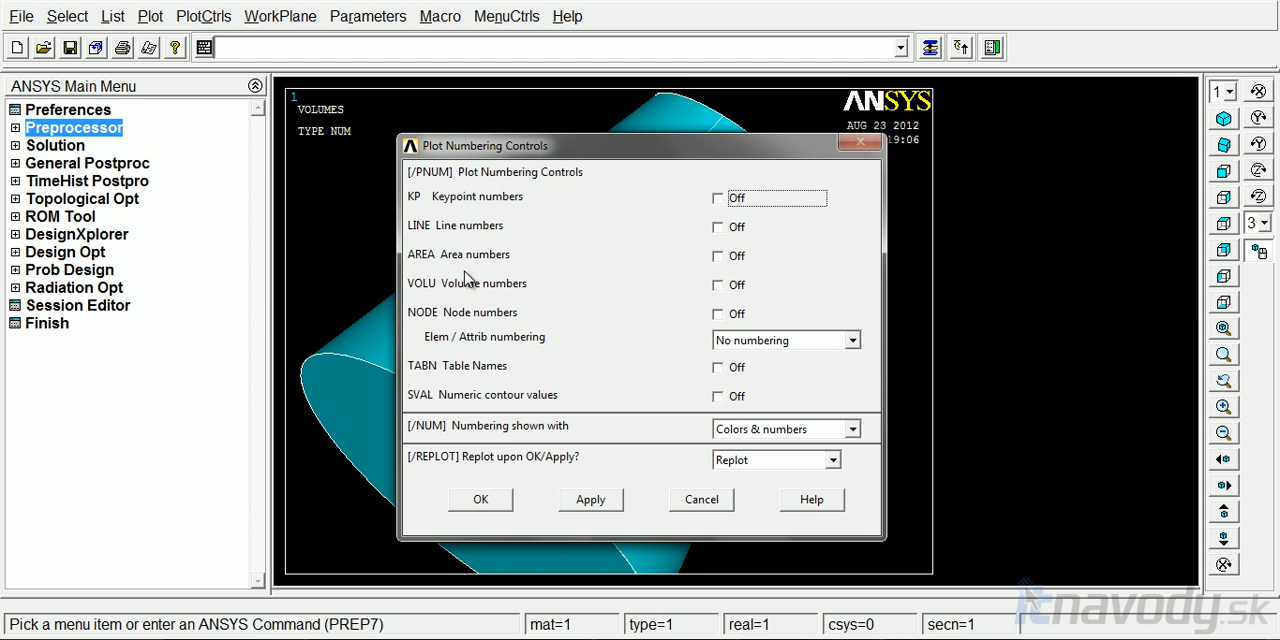 File Select List Plot PlotCtrls WorkPlane Parameters Macro MenuCtrls Help
ANSYS Main Menu
Preferences
Preprocessor
Solution
General Postproc
TimeHist Postpro
Topological Opt
ROM Tool
DesignXplorer
Design Opt
Prob Design
Radiation Opt
Session Editor
Finish
1
VOLUMES
TYPE NUM
ANSYS
AUG 23 2012
19:06
Plot Numbering Controls
[/PNUM] Plot Numbering Controls
KP Keypoint numbers Off
LINE Line numbers Off
AREA Area numbers Off
VOLU Volume numbers Off
NODE Node numbers Off
Elem / Attrib numbering No numbering
TABN Table Names Off
SVAL Numeric contour values Off
[/NUM] Numbering shown with Colors & numbers
[/REPLOT] Replot upon OK/Apply? Replot
OK Apply Cancel Help
1
3
Pick a menu item or enter an ANSYS Command (PREP7) mat=1 type=1 real=1 csys=0 secn=1
itnavody.sk